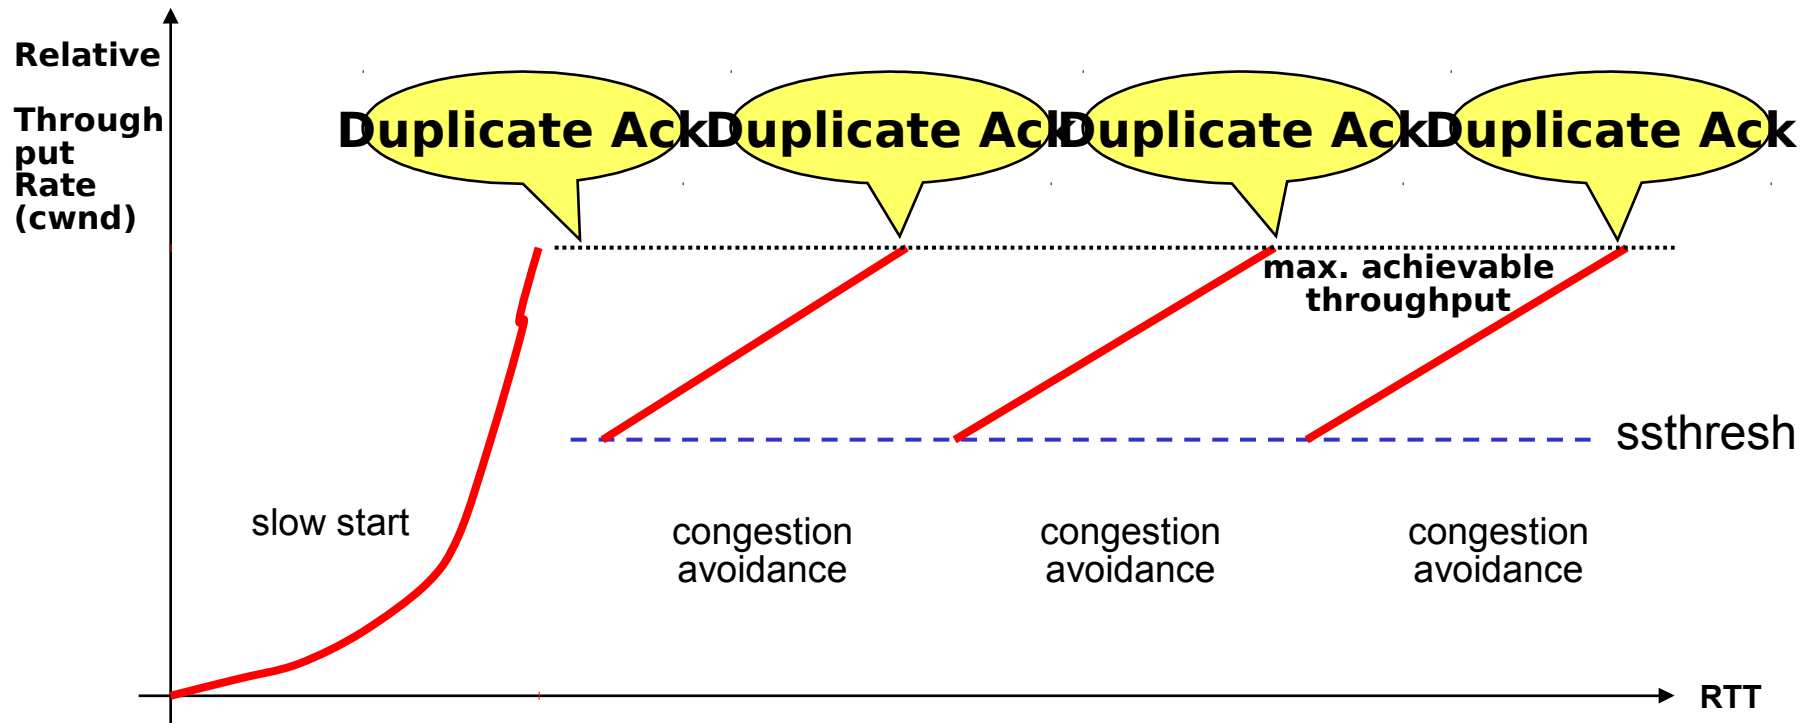 Relative
Through
put
Rate
(cwnd)
Duplicate Ack
Duplicate Ack
Duplicate Ack
Duplicate Ack
max. achievable
throughput
ssthresh
slow start
congestion
avoidance
congestion
avoidance
congestion
avoidance
RTT